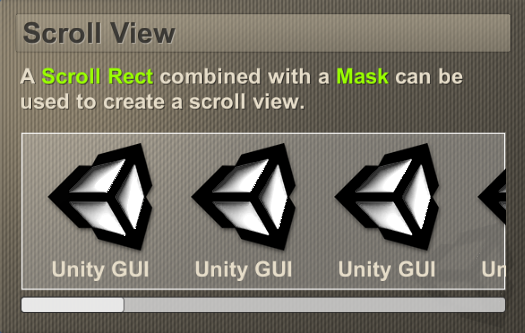 Scroll View
A Scroll Rect combined with a Mask can be
used to create a scroll view.
Unity GUI Unity GUI Unity GUI Un